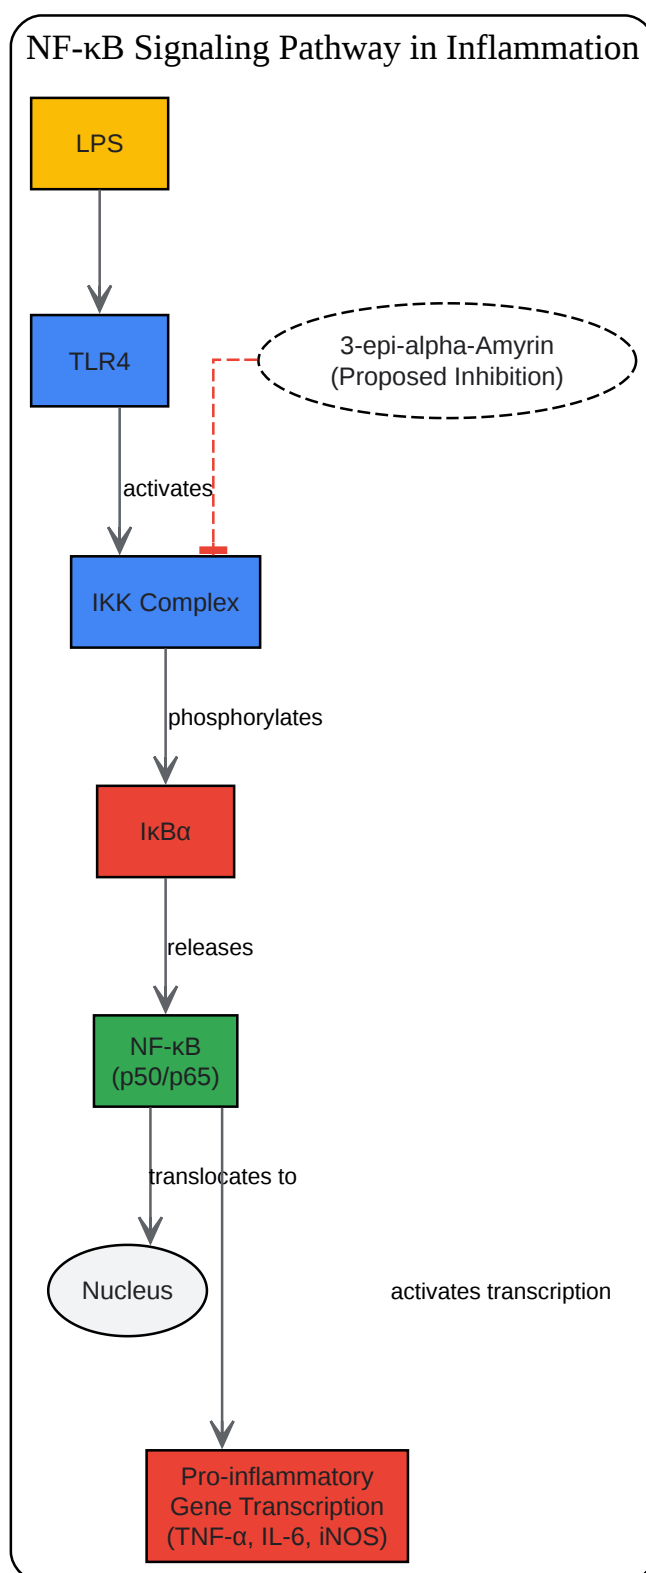 NF-κB Signaling Pathway in Inflammation
LPS
TLR4
3-epi-alpha-Amyrin
(Proposed Inhibition)
activates
IKK Complex
phosphorylates
IκBα
releases
NF-κB
(p50/p65)
translocates to
Nucleus
activates transcription
Pro-inflammatory
Gene Transcription
(TNF-α, IL-6, iNOS)